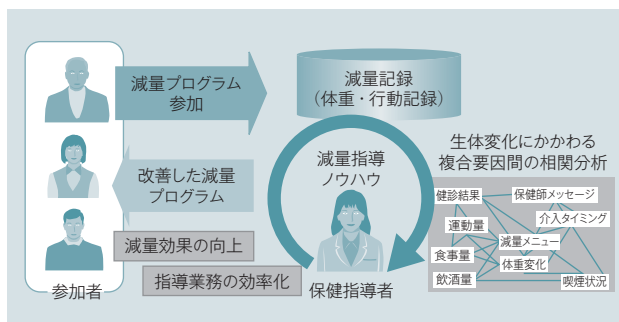 減量プログラム
参加
改善した減量
プログラム
減量効果の向上
指導業務の効率化
参加者
減量記録
（体重・行動記録）
減量指導
ノウハウ
保健指導者
生体変化にかかわる
複合要因間の相関分析
健診結果
保健師メッセージ
介入タイミング
運動量
減量メニュー
食事量
体重変化
飲酒量
喫煙状況